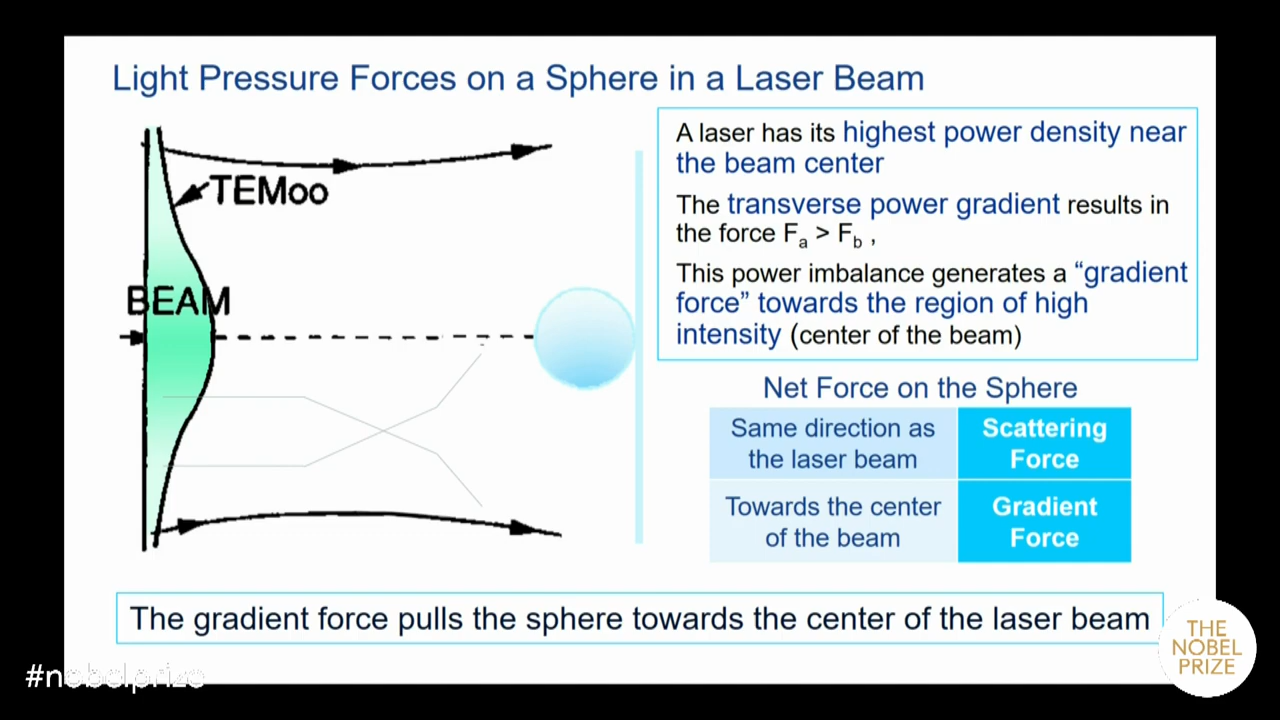 Light Pressure Forces on a Sphere in a Laser Beam
TEMoo
BEAM
A laser has its highest power density near
the beam center
The transverse power gradient results in
the force Fa > Fb ,
This power imbalance generates a “gradient
force” towards the region of high
intensity (center of the beam)
Net Force on the Sphere
Same direction as
the laser beam
Scattering
Force
Towards the center
of the beam
Gradient
Force
The gradient force pulls the sphere towards the center of the laser beam
#nobelprize
THE
NOBEL
PRIZE